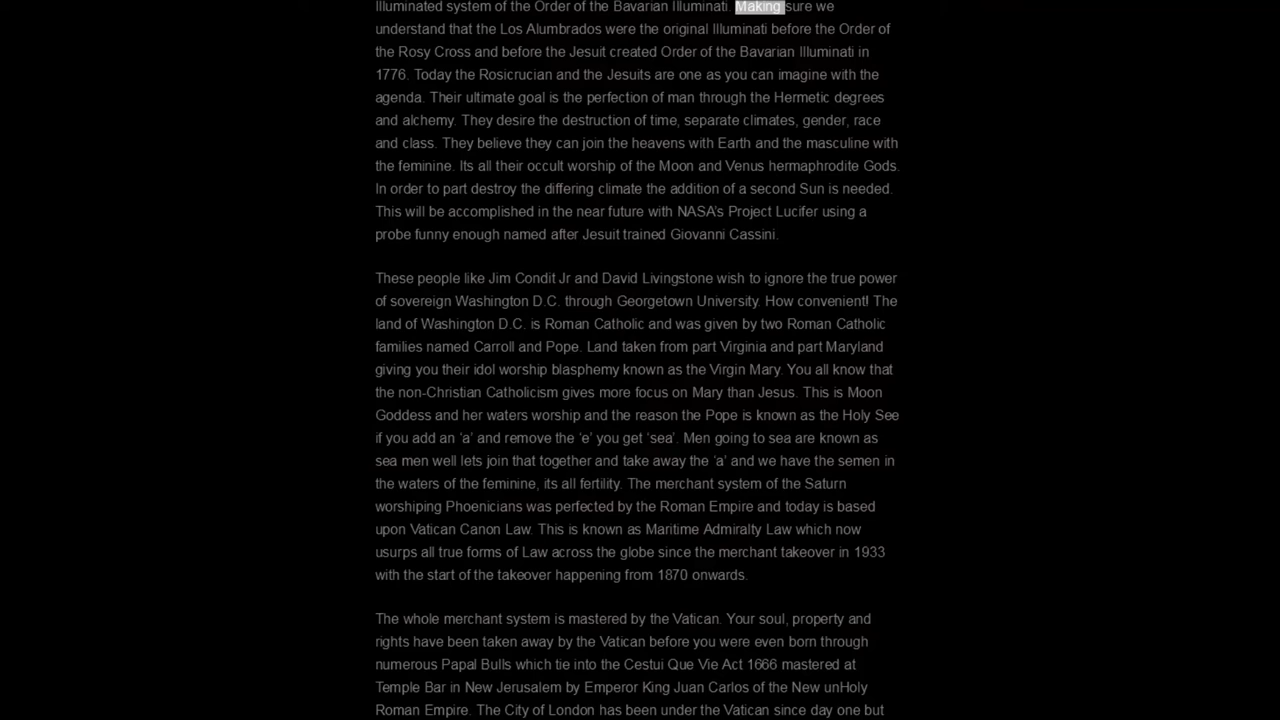 Illuminated system of the Order of the Bavarian Illuminati. Making sure we
understand that the Los Alumbrados were the original Illuminati before the Order of
the Rosy Cross and before the Jesuit created Order of the Bavarian Illuminati in
1776. Today the Rosicrucian and the Jesuits are one as you can imagine with the
agenda. Their ultimate goal is the perfection of man through the Hermetic degrees
and alchemy. They desire the destruction of time, separate climates, gender, race
and class. They believe they can join the heavens with Earth and the masculine with
the feminine. Its all their occult worship of the Moon and Venus hermaphrodite Gods.
In order to part destroy the differing climate the addition of a second Sun is needed.
This will be accomplished in the near future with NASA's Project Lucifer using a
probe funny enough named after Jesuit trained Giovanni Cassini.
These people like Jim Condit Jr and David Livingstone wish to ignore the true power
of sovereign Washington D.C. through Georgetown University. How convenient! The
land of Washington D.C. is Roman Catholic and was given by two Roman Catholic
families named Carroll and Pope. Land taken from part Virginia and part Maryland
giving you their idol worship blasphemy known as the Virgin Mary. You all know that
the non-Christian Catholicism gives more focus on Mary than Jesus. This is Moon
Goddess and her waters worship and the reason the Pope is known as the Holy See
if you add an 'a' and remove the 'e' you get 'sea'. Men going to sea are known as
sea men well lets join that together and take away the 'a' and we have the semen in
the waters of the feminine, its all fertility. The merchant system of the Saturn
worshiping Phoenicians was perfected by the Roman Empire and today is based
upon Vatican Canon Law. This is known as Maritime Admiralty Law which now
usurps all true forms of Law across the globe since the merchant takeover in 1933
with the start of the takeover happening from 1870 onwards.
The whole merchant system is mastered by the Vatican. Your soul, property and
rights have been taken away by the Vatican before you were even born through
numerous Papal Bulls which tie into the Cestui Que Vie Act 1666 mastered at
Temple Bar in New Jerusalem by Emperor King Juan Carlos of the New unHoly
Roman Empire. The City of London has been under the Vatican since day one but